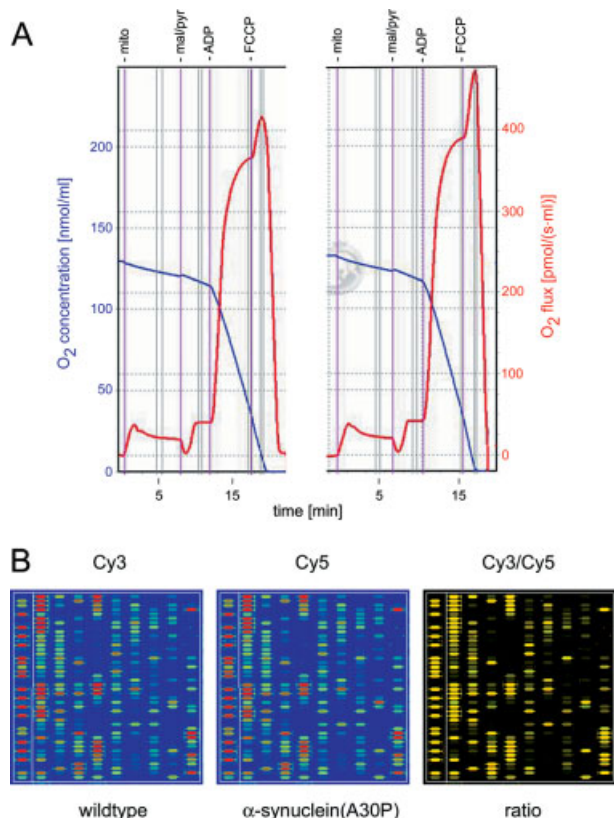 A
- mito
- mal/pyr
- ADP
- FCCP
- mito
- mal/pyr
- ADP
- FCCP
O2 concentration [nmol/ml]
200
150
100
50
0
400
300
200
100
0
O2 flux [pmol/(s·ml)]
5 15 5 15
time [min]
B
Cy3 Cy5 Cy3/Cy5
wildtype α-synuclein(A30P) ratio